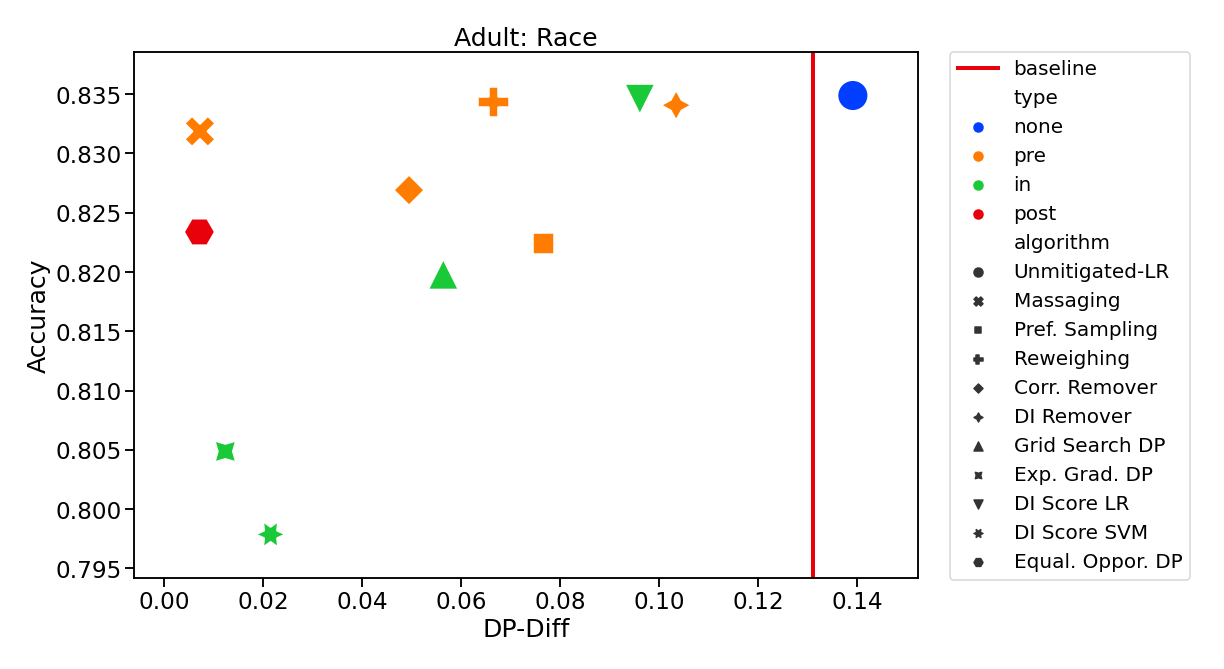 Adult: Race
Accuracy
0.835
0.830
0.825
0.820
0.815
0.810
0.805
0.800
0.795
0.00 0.02 0.04 0.06 0.08 0.10 0.12 0.14
DP-Diff
baseline
type
none
pre
in
post
algorithm
Unmitigated-LR
Massaging
Pref. Sampling
Reweighing
Corr. Remover
DI Remover
Grid Search DP
Exp. Grad. DP
DI Score LR
DI Score SVM
Equal. Oppor. DP